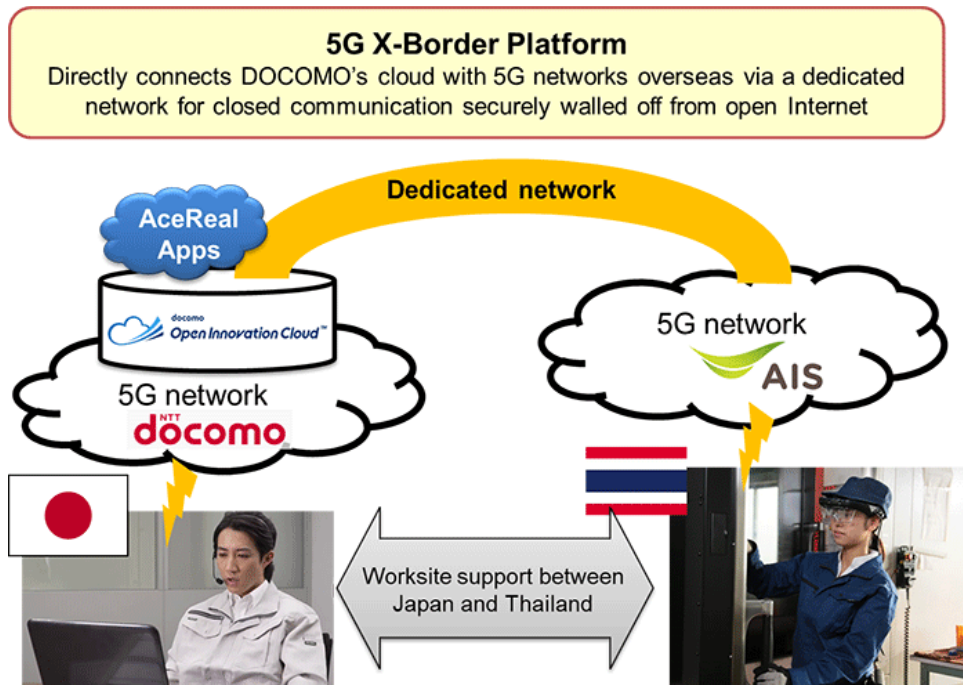 5G X-Border Platform
Directly connects DOCOMO's cloud with 5G networks overseas via a dedicated
network for closed communication securely walled off from open Internet
Dedicated network
AceReal
Apps
docomo
Open Innovation Cloud™
5G network
NTT
döcomo
5G network
AIS
Worksite support between
Japan and Thailand